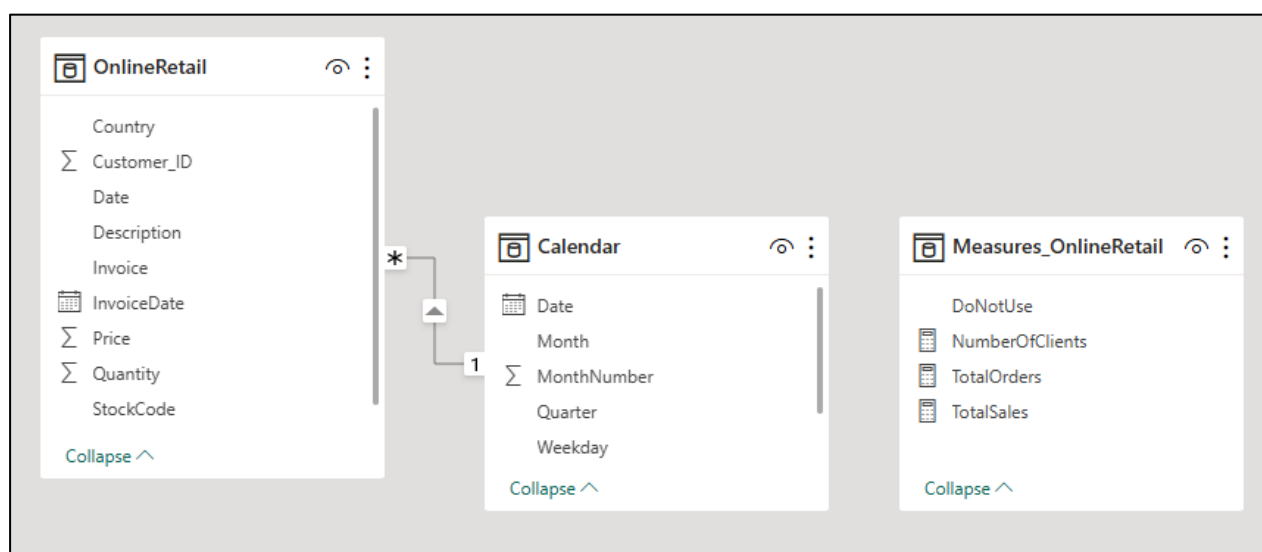 OnlineRetail
Country
Customer_ID
Date
Description
Invoice
InvoiceDate
Price
Quantity
StockCode
Collapse
*
1
Calendar
Date
Month
MonthNumber
Quarter
Weekday
Collapse
Measures_OnlineRetail
DoNotUse
NumberOfClients
TotalOrders
TotalSales
Collapse